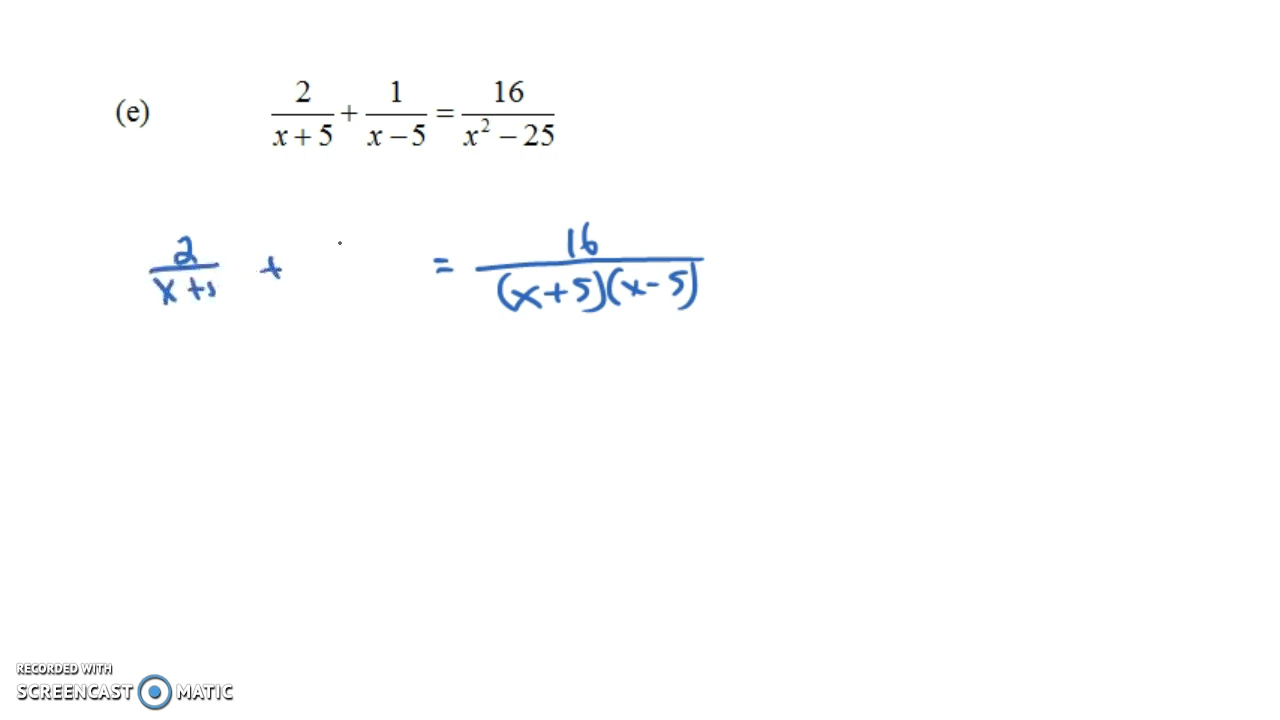 (e) 2/(x + 5) + 1/(x − 5) = 16/(x² − 25)
2/(x + 5) + = 16/((x + 5)(x − 5))
RECORDED WITH
SCREENCAST MATIC